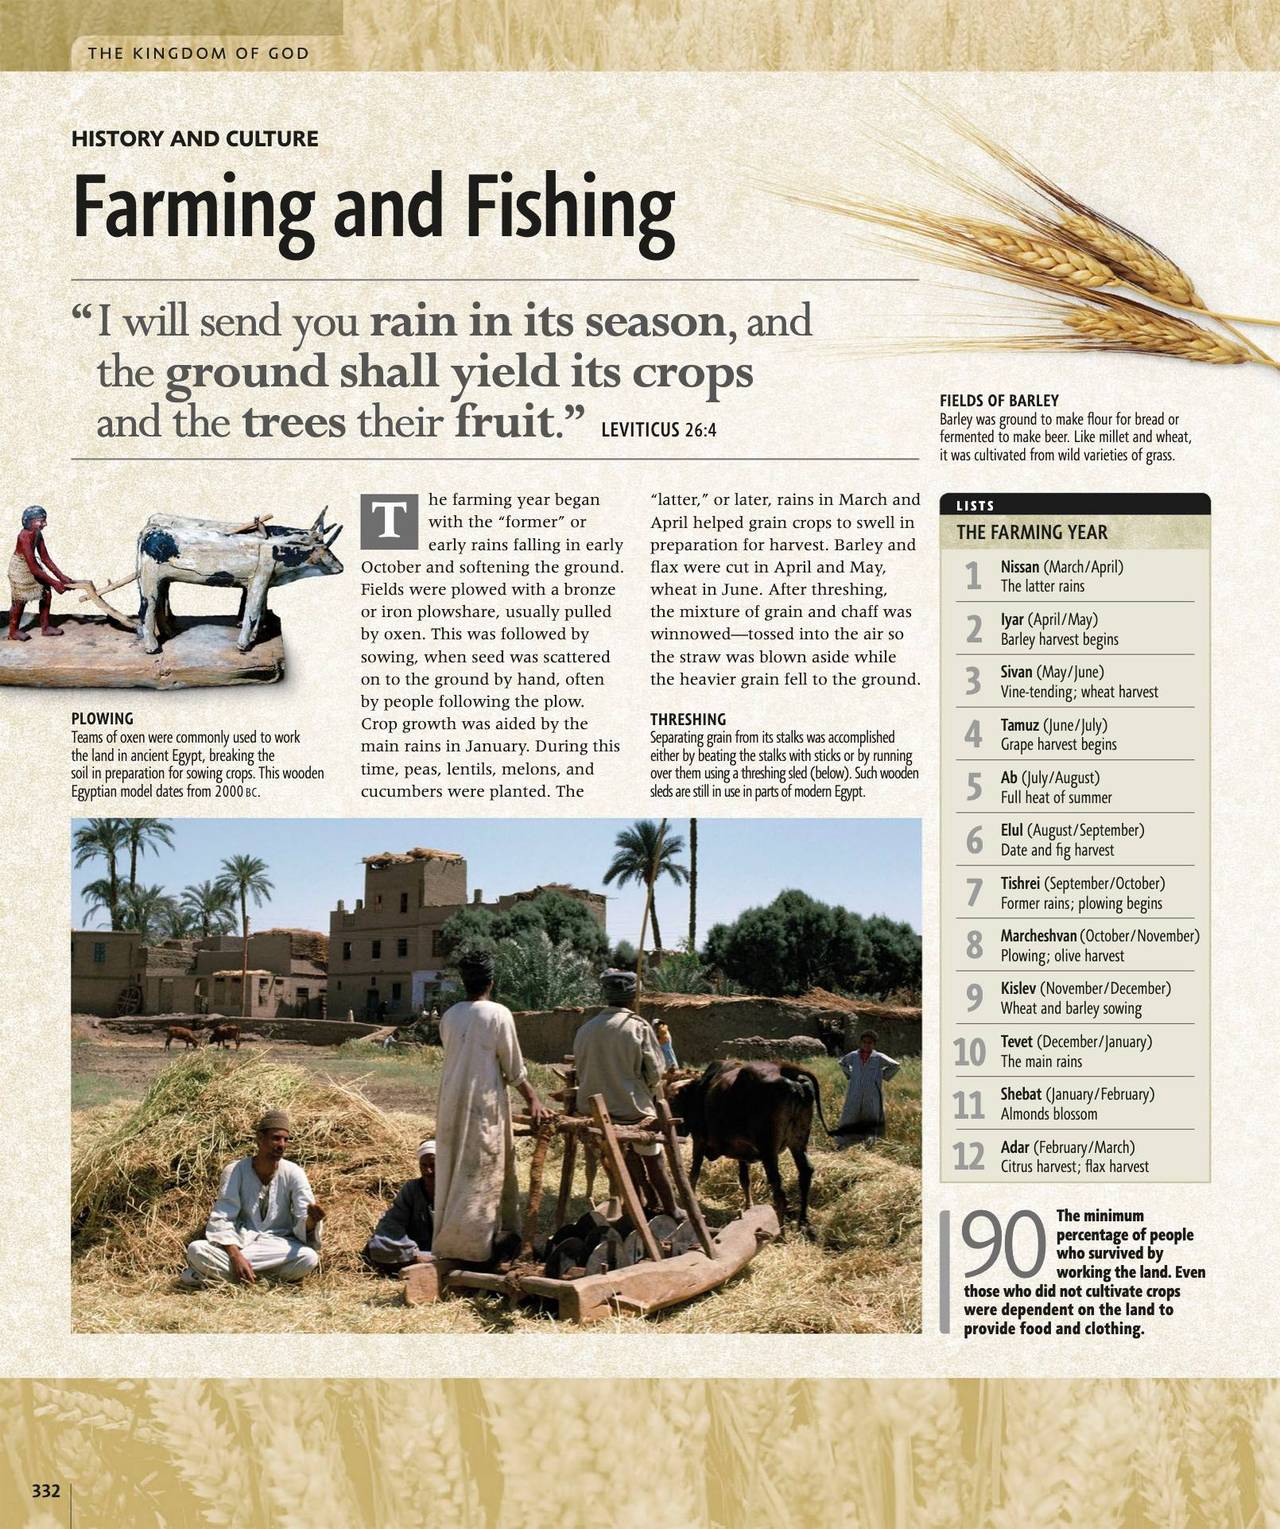 THE KINGDOM OF GOD
HISTORY AND CULTURE
Farming and Fishing
“I will send you rain in its season, and
the ground shall yield its crops
and the trees their fruit.” LEVITICUS 26:4
FIELDS OF BARLEY
Barley was ground to make flour for bread or
fermented to make beer. Like millet and wheat,
it was cultivated from wild varieties of grass.
PLOWING
Teams of oxen were commonly used to work
the land in ancient Egypt, breaking the
soil in preparation for sowing crops. This wooden
Egyptian model dates from 2000 BC.
The farming year began
with the “former” or
early rains falling in early
October and softening the ground.
Fields were plowed with a bronze
or iron plowshare, usually pulled
by oxen. This was followed by
sowing, when seed was scattered
on to the ground by hand, often
by people following the plow.
Crop growth was aided by the
main rains in January. During this
time, peas, lentils, melons, and
cucumbers were planted. The
“latter,” or later, rains in March and
April helped grain crops to swell in
preparation for harvest. Barley and
flax were cut in April and May,
wheat in June. After threshing,
the mixture of grain and chaff was
winnowed—tossed into the air so
the straw was blown aside while
the heavier grain fell to the ground.
THRESHING
Separating grain from its stalks was accomplished
either by beating the stalks with sticks or by running
over them using a threshing sled (below). Such wooden
sleds are still in use in parts of modern Egypt.
LISTS
THE FARMING YEAR
1 Nissan (March/April)
The latter rains
2 Iyar (April/May)
Barley harvest begins
3 Sivan (May/June)
Vine-tending; wheat harvest
4 Tamuz (June/July)
Grape harvest begins
5 Ab (July/August)
Full heat of summer
6 Elul (August/September)
Date and fig harvest
7 Tishrei (September/October)
Former rains; plowing begins
8 Marcheshvan (October/November)
Plowing; olive harvest
9 Kislev (November/December)
Wheat and barley sowing
10 Tevet (December/January)
The main rains
11 Shebat (January/February)
Almonds blossom
12 Adar (February/March)
Citrus harvest; flax harvest
90 The minimum
percentage of people
who survived by
working the land. Even
those who did not cultivate crops
were dependent on the land to
provide food and clothing.
332